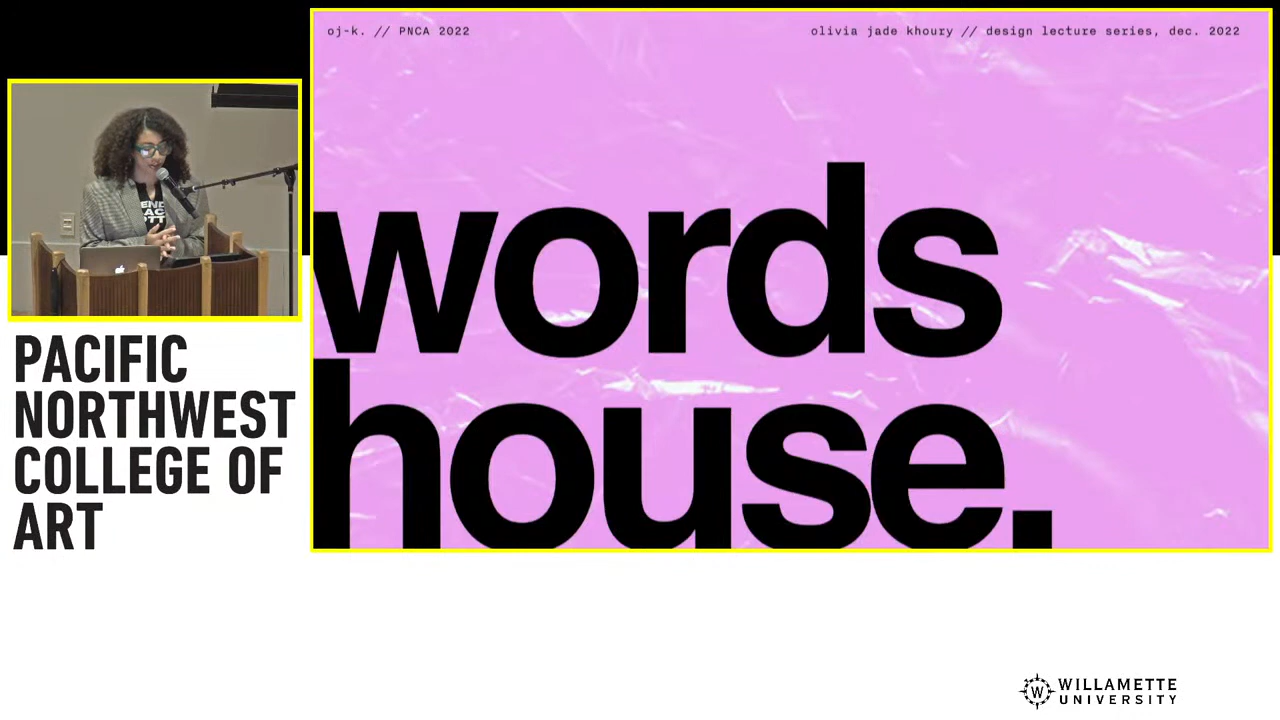 oj-k. // PNCA 2022
olivia jade khoury // design lecture series, dec. 2022
words
house.
PACIFIC
NORTHWEST
COLLEGE OF
ART
W
WILLAMETTE
UNIVERSITY